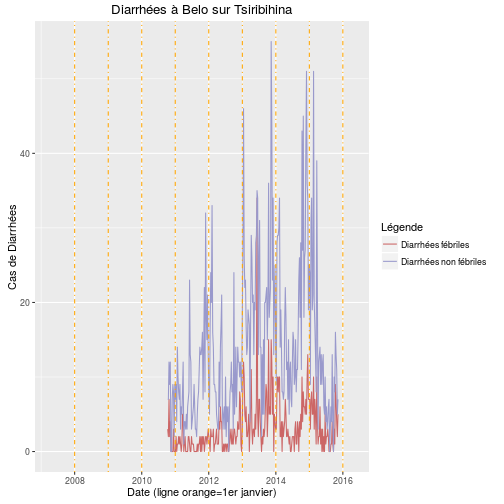 Diarrhées à Belo sur Tsiribihina
Cas de Diarrhées
40
20
0
2008 2010 2012 2014 2016
Date (ligne orange=1er janvier)
Légende
Diarrhées fébriles
Diarrhées non fébriles